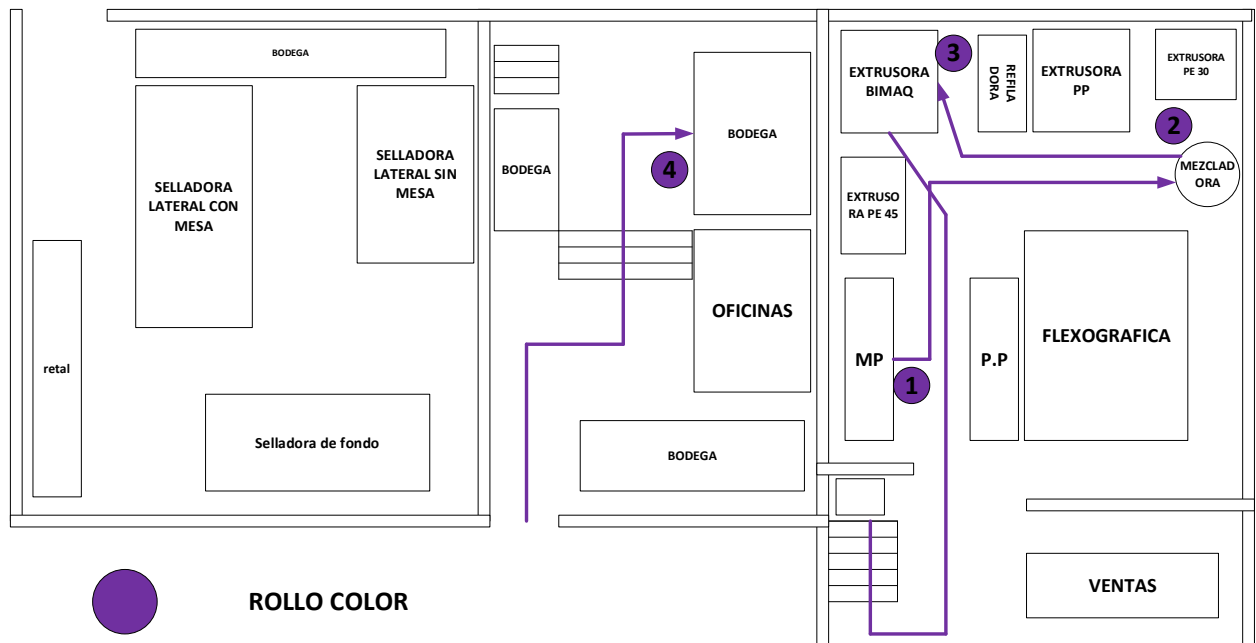 BODEGA
SELLADORA
LATERAL CON
MESA
SELLADORA
LATERAL SIN
MESA
retal
Selladora de fondo
BODEGA
BODEGA
4
OFICINAS
BODEGA
EXTRUSORA
BIMAQ
3
REFILA
DORA
EXTRUSORA
PP
EXTRUSORA
PE 30
2
MEZCLAD
ORA
EXTRUSO
RA PE 45
MP
1
P.P
FLEXOGRAFICA
VENTAS
ROLLO COLOR